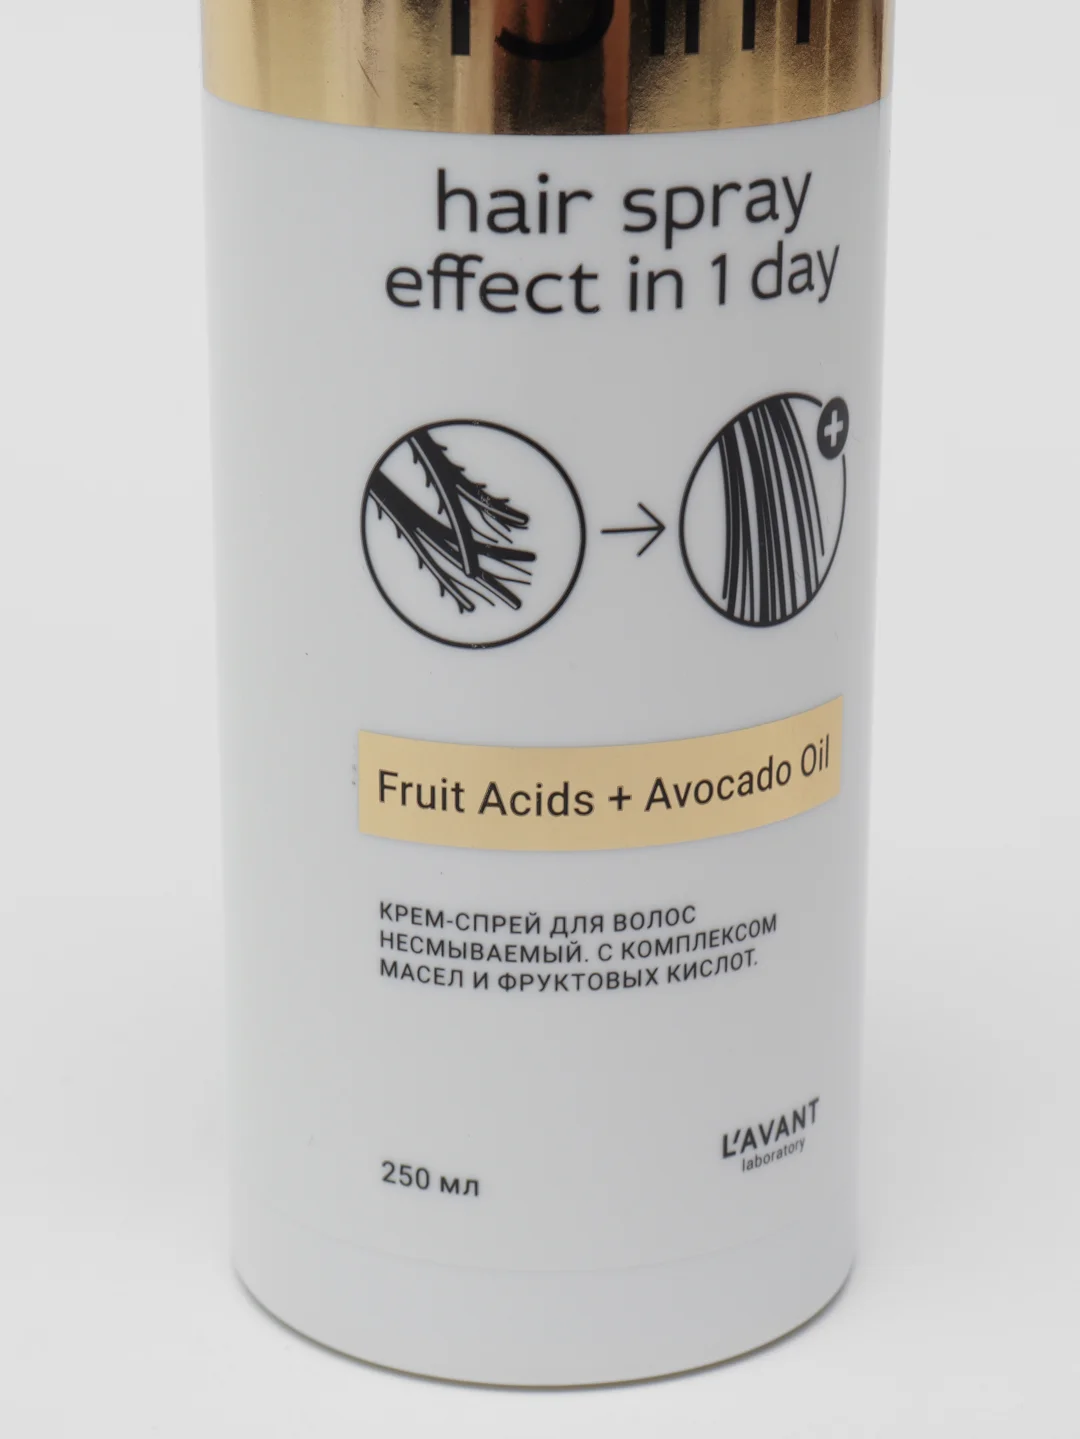 hair spray
effect in 1 day
Fruit Acids + Avocado Oil
КРЕМ-СПРЕЙ ДЛЯ ВОЛОС
НЕСМЫВАЕМЫЙ. С КОМПЛЕКСОМ
МАСЕЛ И ФРУКТОВЫХ КИСЛОТ.
L'AVANT
laboratory
250 мл